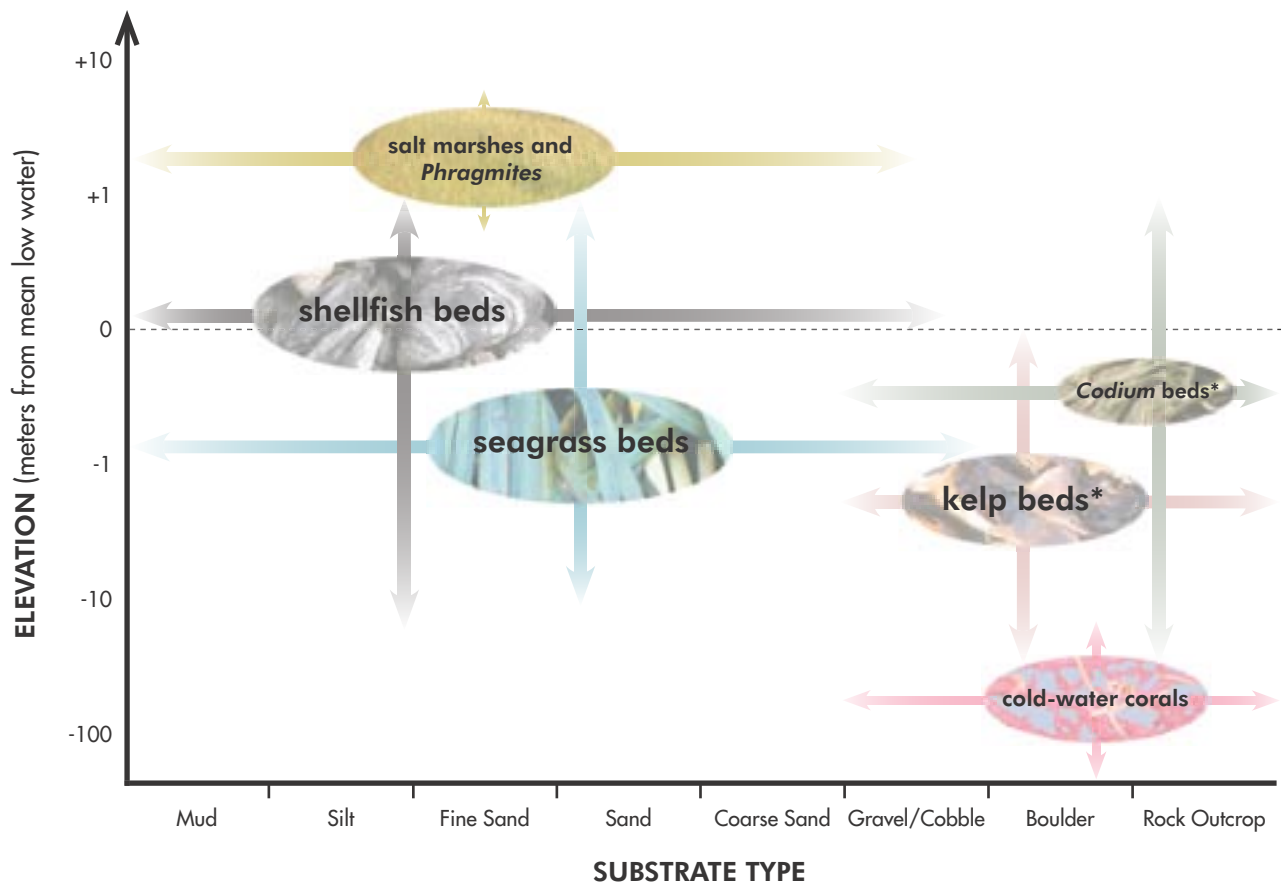 +10
salt marshes and
Phragmites
+1
shellfish beds
0
Codium beds*
seagrass beds
-1
kelp beds*
-10
cold-water corals
-100
ELEVATION (meters from mean low water)
Mud Silt Fine Sand Sand Coarse Sand Gravel/Cobble Boulder Rock Outcrop
SUBSTRATE TYPE